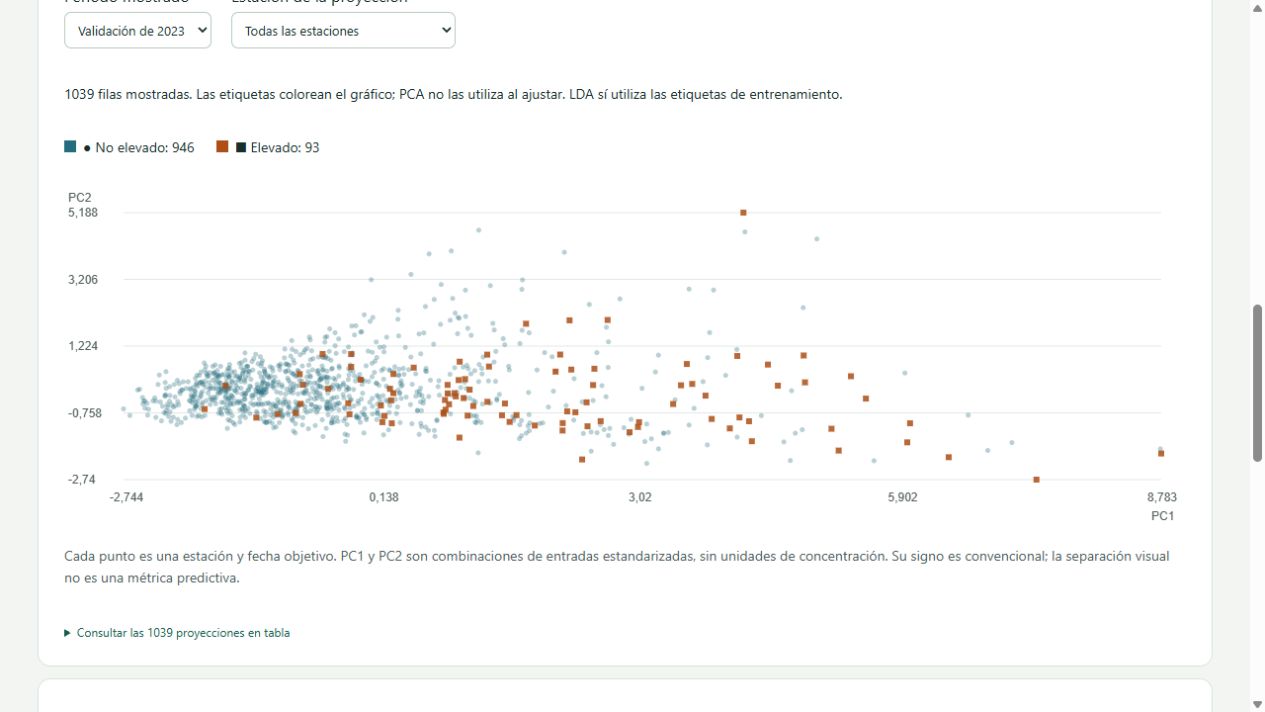 Validación de 2023
Todas las estaciones
1039 filas mostradas. Las etiquetas colorean el gráfico; PCA no las utiliza al ajustar. LDA sí utiliza las etiquetas de entrenamiento.
No elevado: 946
Elevado: 93
PC2
5,188
3,206
1,224
-0,758
-2,74
-2,744
0,138
3,02
5,902
8,783
PC1
Cada punto es una estación y fecha objetivo. PC1 y PC2 son combinaciones de entradas estandarizadas, sin unidades de concentración. Su signo es convencional; la separación visual
no es una métrica predictiva.
Consultar las 1039 proyecciones en tabla